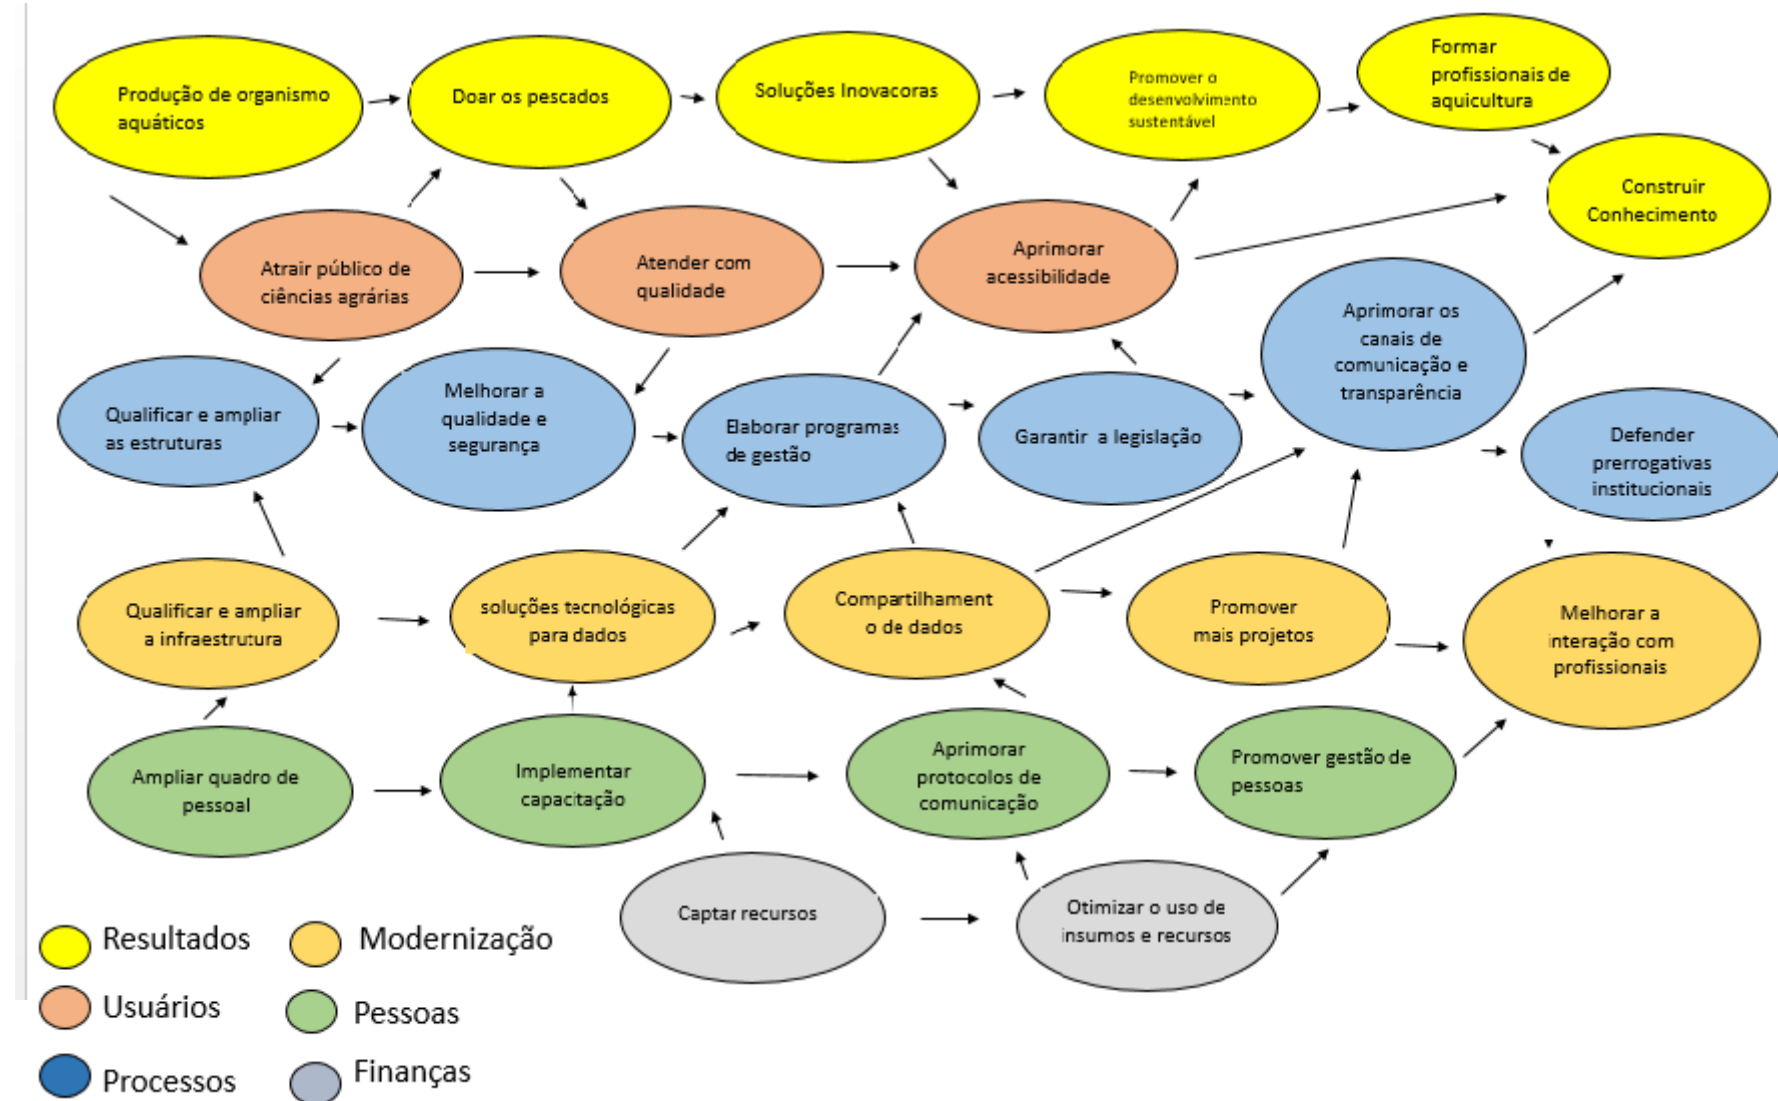 Produção de organismo
aquáticos
Doar os pescados
Soluções Inovacoras
Promover o
desenvolvimento
sustentável
Formar
profissionais de
aquicultura
Construir
Conhecimento
Atrair público de
ciências agrárias
Atender com
qualidade
Aprimorar
acessibilidade
Aprimorar os
canais de
comunicação e
transparência
Qualificar e ampliar
as estruturas
Melhorar a
qualidade e
segurança
Elaborar programas
de gestão
Garantir a legislação
Defender
prerrogativas
institucionais
Qualificar e ampliar
a infraestrutura
soluções tecnológicas
para dados
Compartilhament
o de dados
Promover
mais projetos
Melhorar a
interação com
profissionais
Ampliar quadro de
pessoal
Implementar
capacitação
Aprimorar
protocolos de
comunicação
Promover gestão de
pessoas
Captar recursos
Otimizar o uso de
insumos e recursos
Resultados
Modernização
Usuários
Pessoas
Processos
Finanças